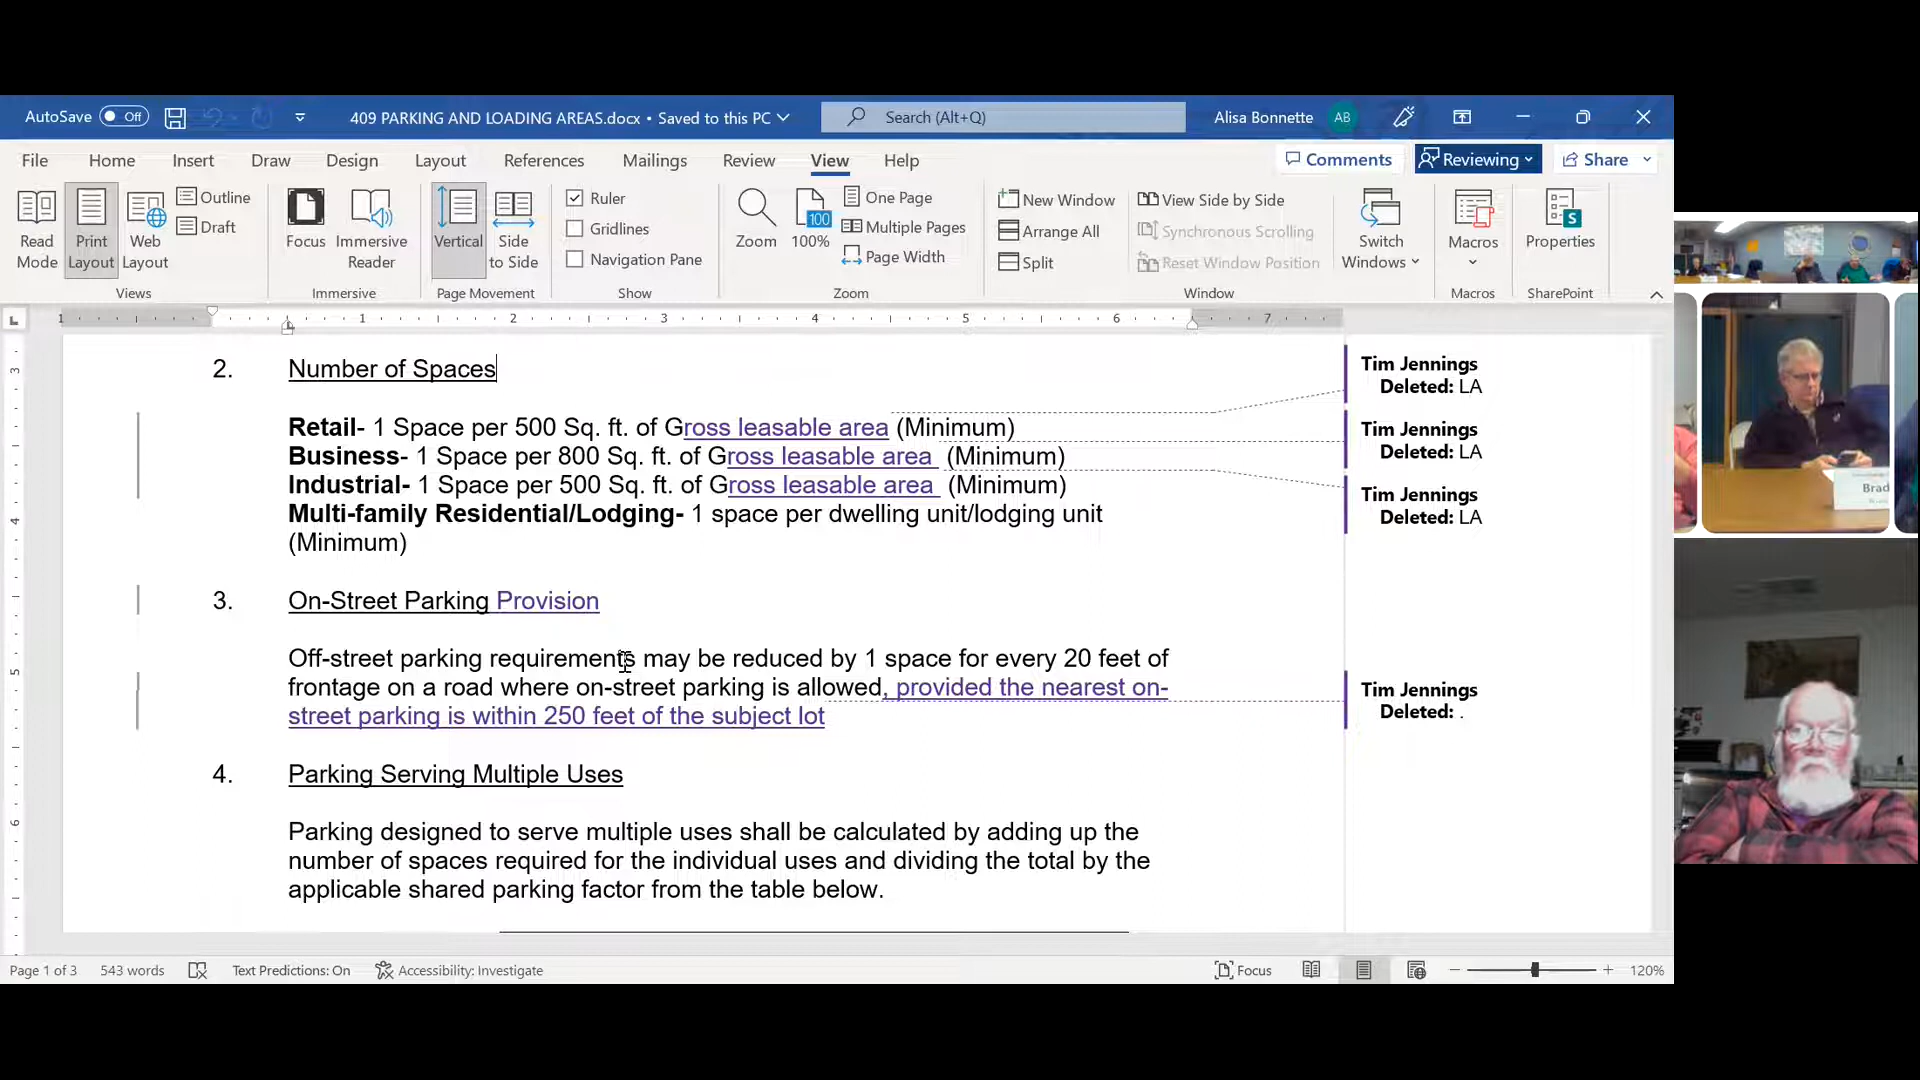 AutoSave Off 409 PARKING AND LOADING AREAS.docx • Saved to this PC Search (Alt+Q) Alisa Bonnette AB
File Home Insert Draw Design Layout References Mailings Review View Help Comments Reviewing Share
Read Mode
Print Layout
Web Layout
Outline
Draft
Views
Focus
Immersive Reader
Immersive
Vertical
Side to Side
Page Movement
Ruler
Gridlines
Navigation Pane
Show
Zoom
100
100%
One Page
Multiple Pages
Page Width
Zoom
New Window
Arrange All
Split
View Side by Side
Synchronous Scrolling
Reset Window Position
Switch Windows
Window
Macros
Macros
S
Properties
SharePoint
L 1 1 2 3 4 5 6 7
3
4
5
6
2. Number of Spaces
Retail- 1 Space per 500 Sq. ft. of Gross leasable area (Minimum)
Business- 1 Space per 800 Sq. ft. of Gross leasable area (Minimum)
Industrial- 1 Space per 500 Sq. ft. of Gross leasable area (Minimum)
Multi-family Residential/Lodging- 1 space per dwelling unit/lodging unit
(Minimum)
3. On-Street Parking Provision
Off-street parking requirements may be reduced by 1 space for every 20 feet of
frontage on a road where on-street parking is allowed, provided the nearest on-
street parking is within 250 feet of the subject lot
4. Parking Serving Multiple Uses
Parking designed to serve multiple uses shall be calculated by adding up the
number of spaces required for the individual uses and dividing the total by the
applicable shared parking factor from the table below.
Tim Jennings
Deleted: LA
Tim Jennings
Deleted: LA
Tim Jennings
Deleted: LA
Tim Jennings
Deleted: .
Brad
Page 1 of 3 543 words Text Predictions: On Accessibility: Investigate Focus 120%